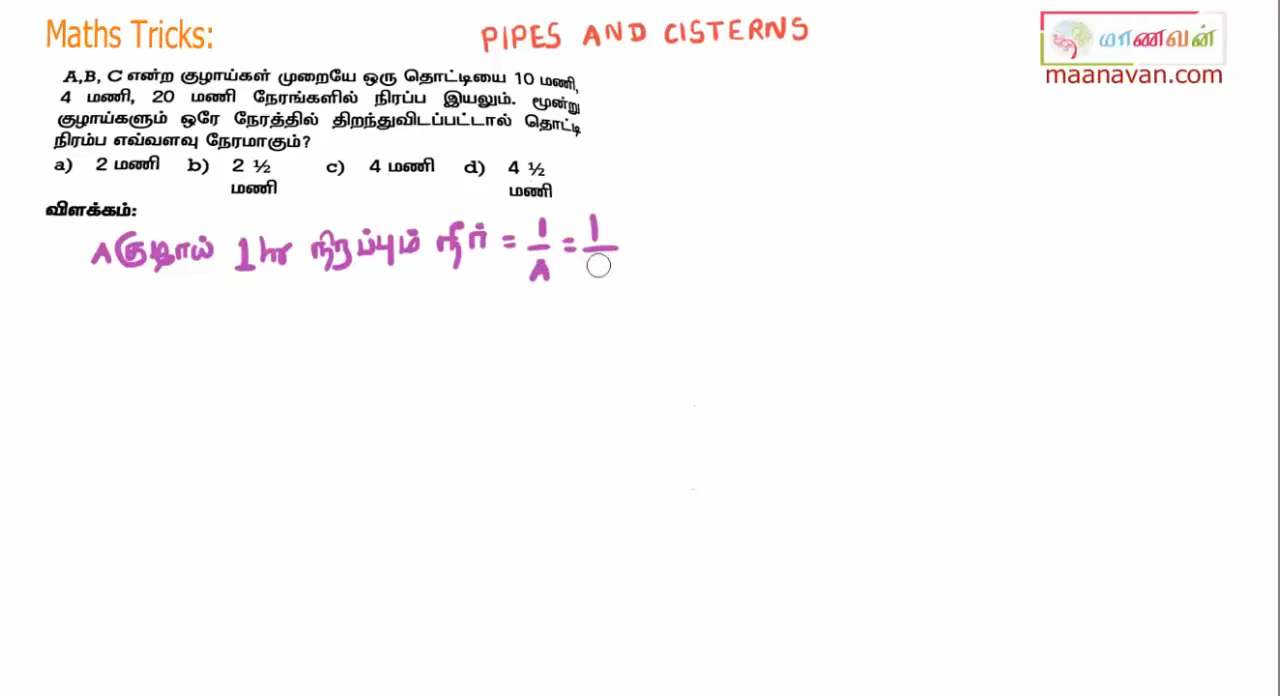 Maths Tricks:
PIPES AND CISTERNS
மாணவன்
maanavan.com
A,B, C என்ற குழாய்கள் முறையே ஒரு தொட்டியை 10 மணி,
4 மணி, 20 மணி நேரங்களில் நிரப்ப இயலும். மூன்று
குழாய்களும் ஒரே நேரத்தில் திறந்துவிடப்பட்டால் தொட்டி
நிரம்ப எவ்வளவு நேரமாகும்?
a) 2 மணி b) 2 ½ c) 4 மணி d) 4 ½
மணி மணி
விளக்கம்:
A குழாய் 1 hr நிரப்பும் நீர் = 1/A = 1/